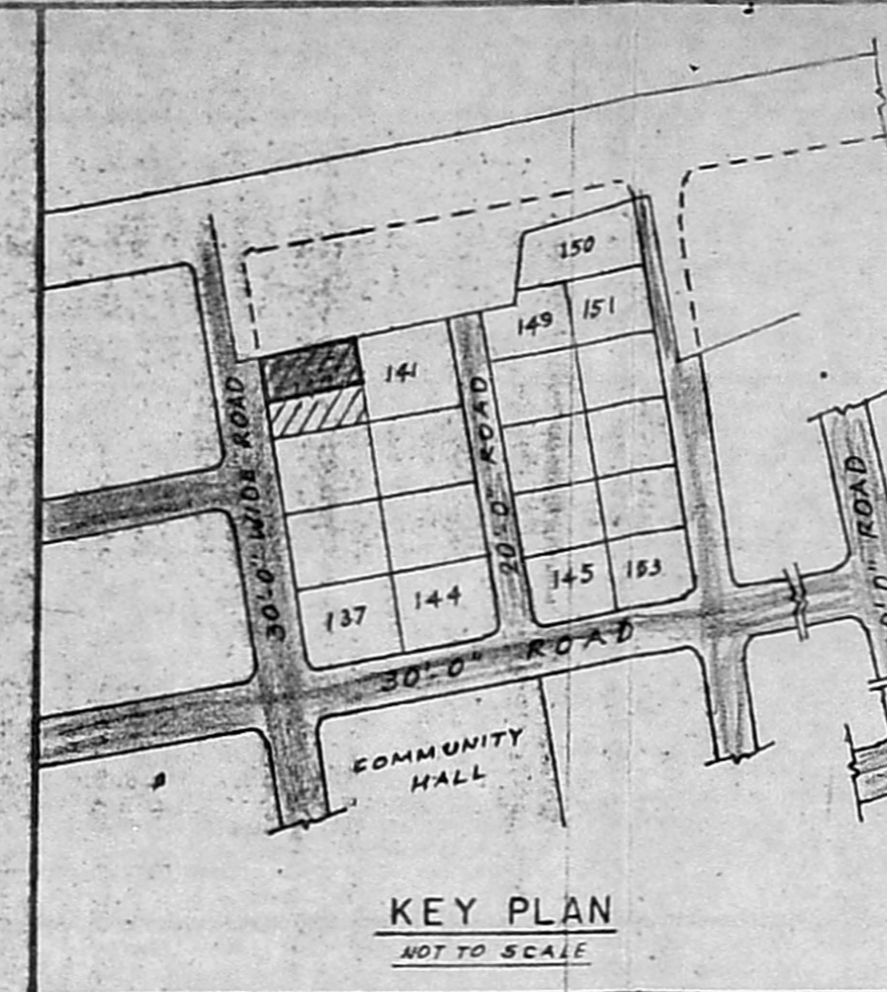 150
149
151
141
30'-0" WIDE ROAD
20'-0" ROAD
ROAD
145
153
137
144
30'-0" ROAD
COMMUNITY
HALL
KEY PLAN
NOT TO SCALE